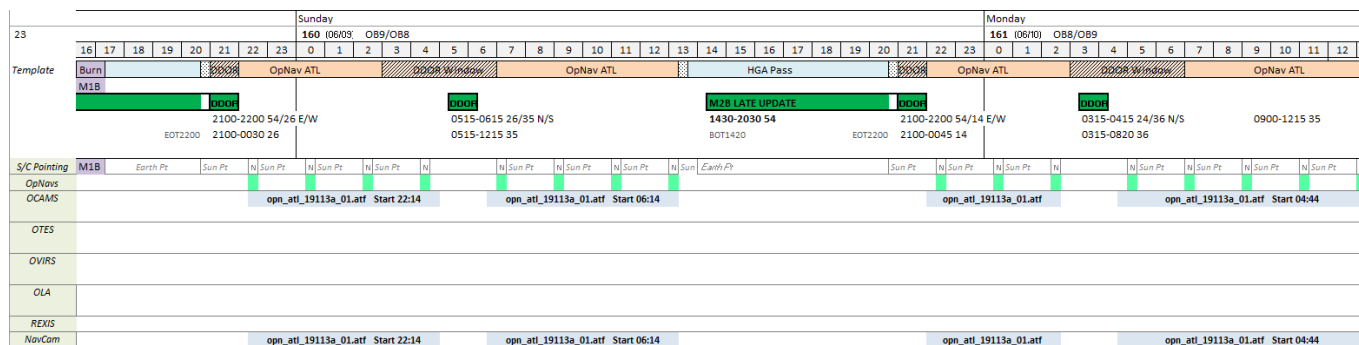 Sunday Monday
23 160 (06/09) OB9/OB8 161 (06/10) OB8/OB9
16 17 18 19 20 21 22 23 0 1 2 3 4 5 6 7 8 9 10 11 12 13 14 15 16 17 18 19 20 21 22 23 0 1 2 3 4 5 6 7 8 9 10 11 12
Template Burn DDOR OpNav ATL DDOR Window OpNav ATL HGA Pass DDOR OpNav ATL DDOR Window OpNav ATL
M1B
DDOR DDOR M2B LATE UPDATE DDOR DDOR
2100-2200 54/26 E/W 0515-0615 26/35 N/S 1430-2030 54 2100-2200 54/14 E/W 0315-0415 24/36 N/S 0900-1215 35
EOT2200 2100-0030 26 0515-1215 35 BOT1420 EOT2200 2100-0045 14 0315-0820 36
S/C Pointing M1B Earth Pt Sun Pt N Sun Pt N Sun Pt N Sun Pt N N Sun Pt N Sun Pt N Sun Pt N Sun Earth Pt Sun Pt N Sun Pt N Sun Pt N N Sun Pt N Sun Pt N Sun Pt N Sun Pt
OpNavs
OCAMS opn_atl_19113a_01.atf Start 22:14 opn_atl_19113a_01.atf Start 06:14 opn_atl_19113a_01.atf opn_atl_19113a_01.atf Start 04:44
OTES
OVIRS
OLA
REXIS
NavCam opn_atl_19113a_01.atf Start 22:14 opn_atl_19113a_01.atf Start 06:14 opn_atl_19113a_01.atf opn_atl_19113a_01.atf Start 04:44